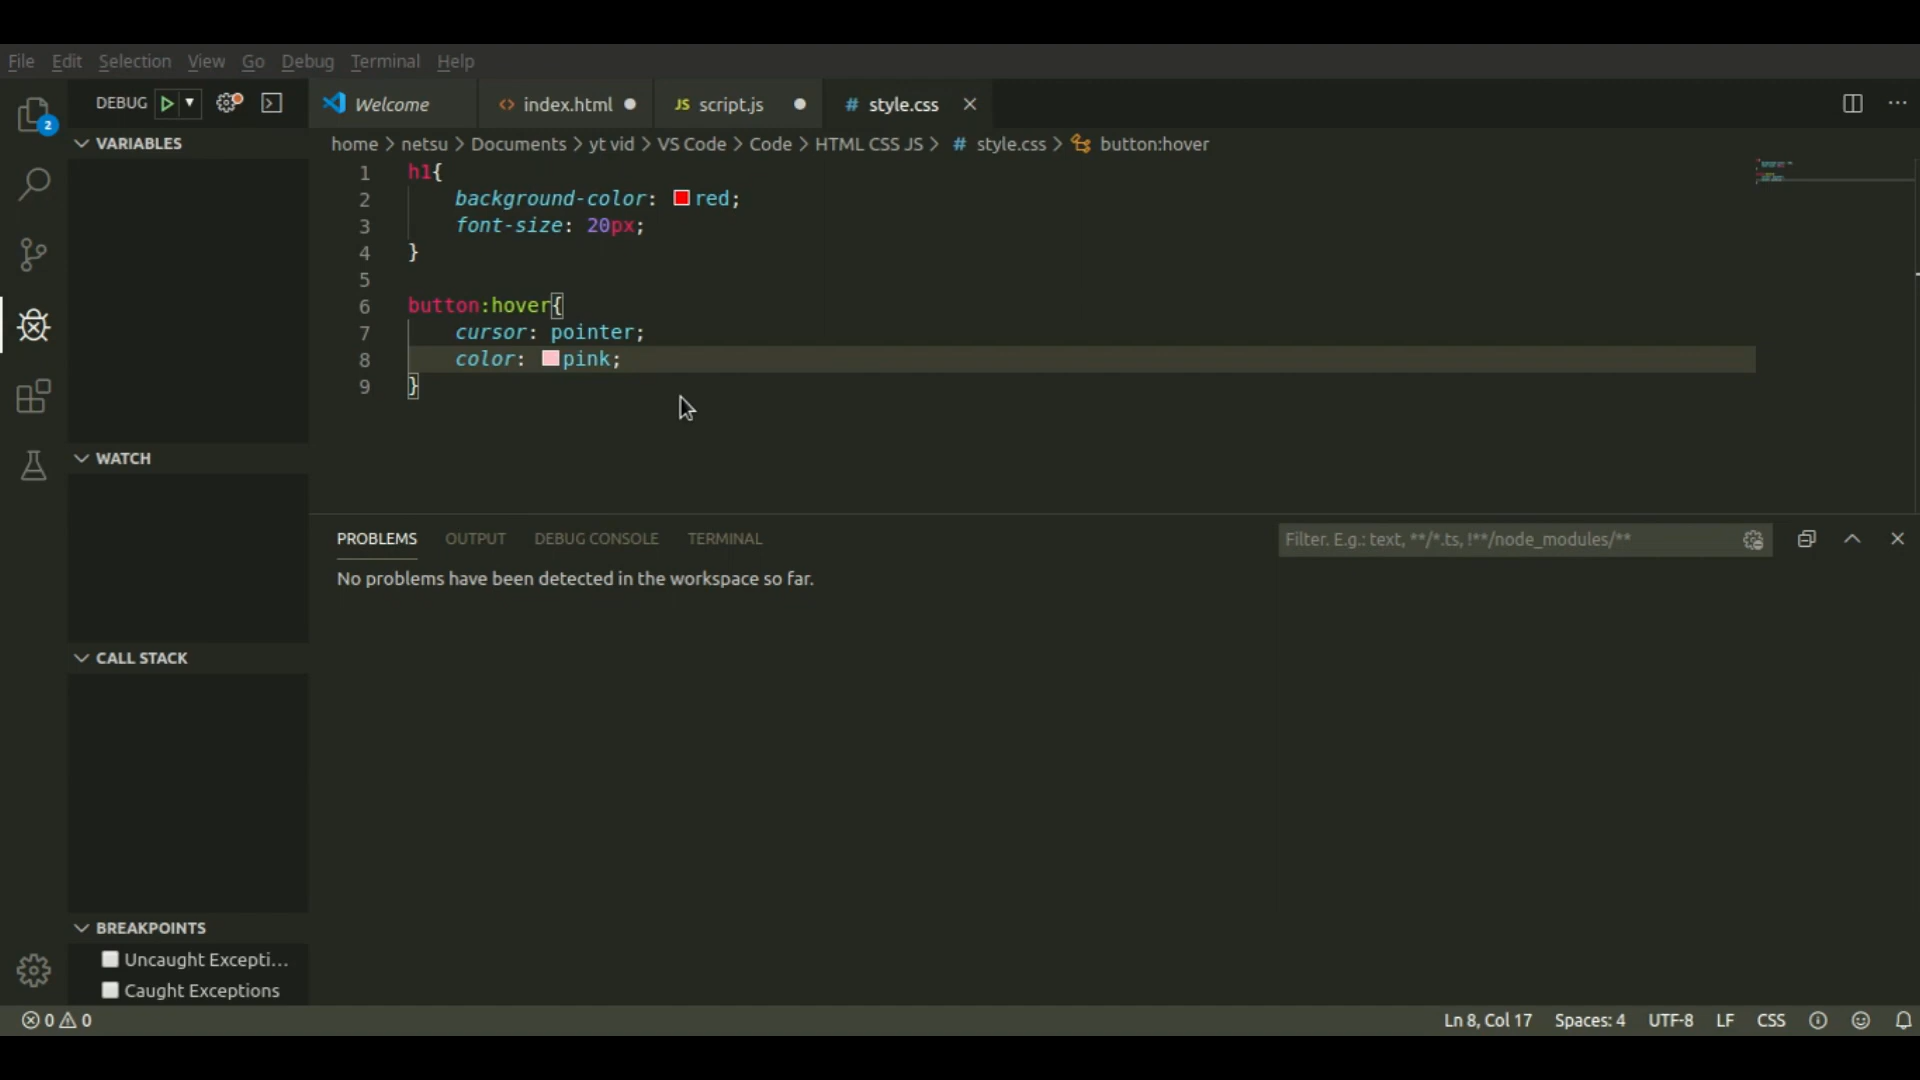 File Edit Selection View Go Debug Terminal Help
DEBUG
Welcome
index.html
JS script.js
# style.css
2
home > netsu > Documents > yt vid > VS Code > Code > HTML CSS JS > # style.css > button:hover
VARIABLES
1 h1{
2 background-color: red;
3 font-size: 20px;
4 }
5
6 button:hover{
7 cursor: pointer;
8 color: pink;
9 }
WATCH
PROBLEMS OUTPUT DEBUG CONSOLE TERMINAL
Filter. E.g.: text, **/*.ts, !**/node_modules/**
No problems have been detected in the workspace so far.
CALL STACK
BREAKPOINTS
Uncaught Excepti...
Caught Exceptions
0 0
Ln 8, Col 17 Spaces: 4 UTF-8 LF CSS